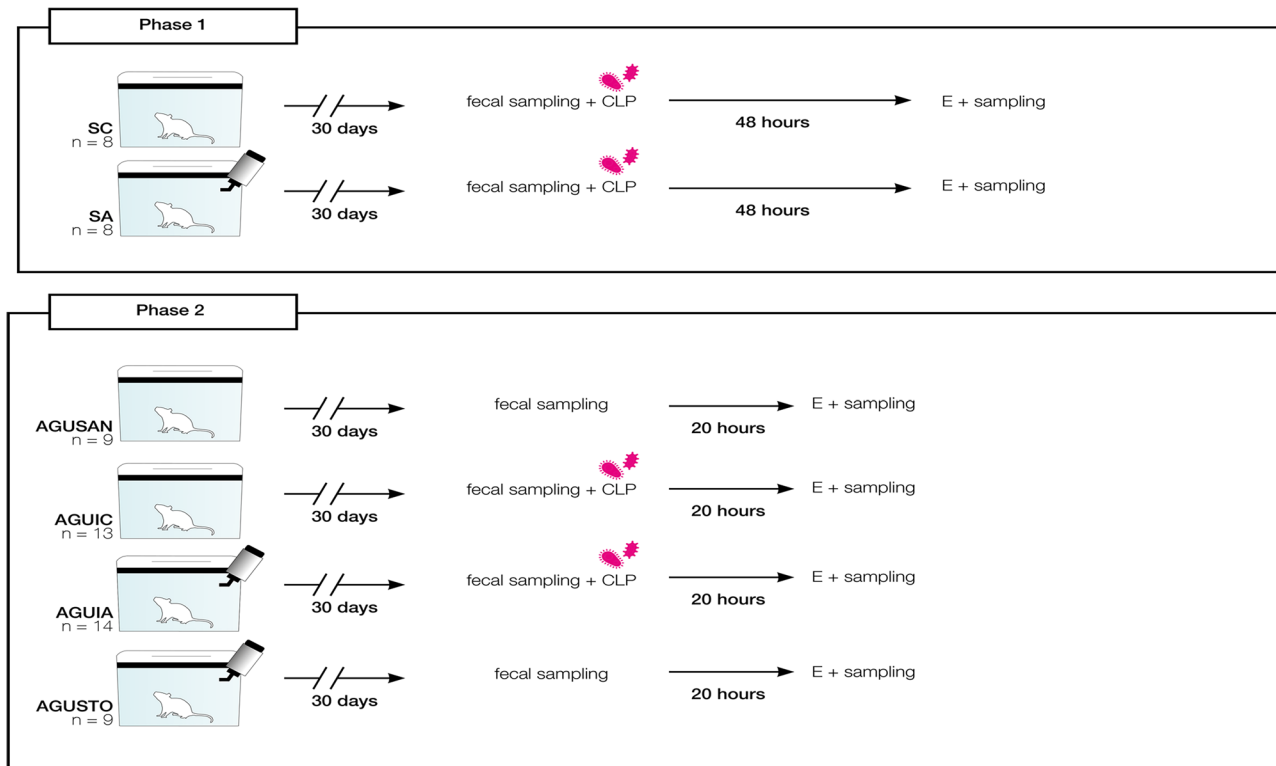 Phase 1
SC
n = 8
30 days
fecal sampling + CLP
48 hours
E + sampling
SA
n = 8
30 days
fecal sampling + CLP
48 hours
E + sampling
Phase 2
AGUSAN
n = 9
30 days
fecal sampling
20 hours
E + sampling
AGUIC
n = 13
30 days
fecal sampling + CLP
20 hours
E + sampling
AGUIA
n = 14
30 days
fecal sampling + CLP
20 hours
E + sampling
AGUSTO
n = 9
30 days
fecal sampling
20 hours
E + sampling